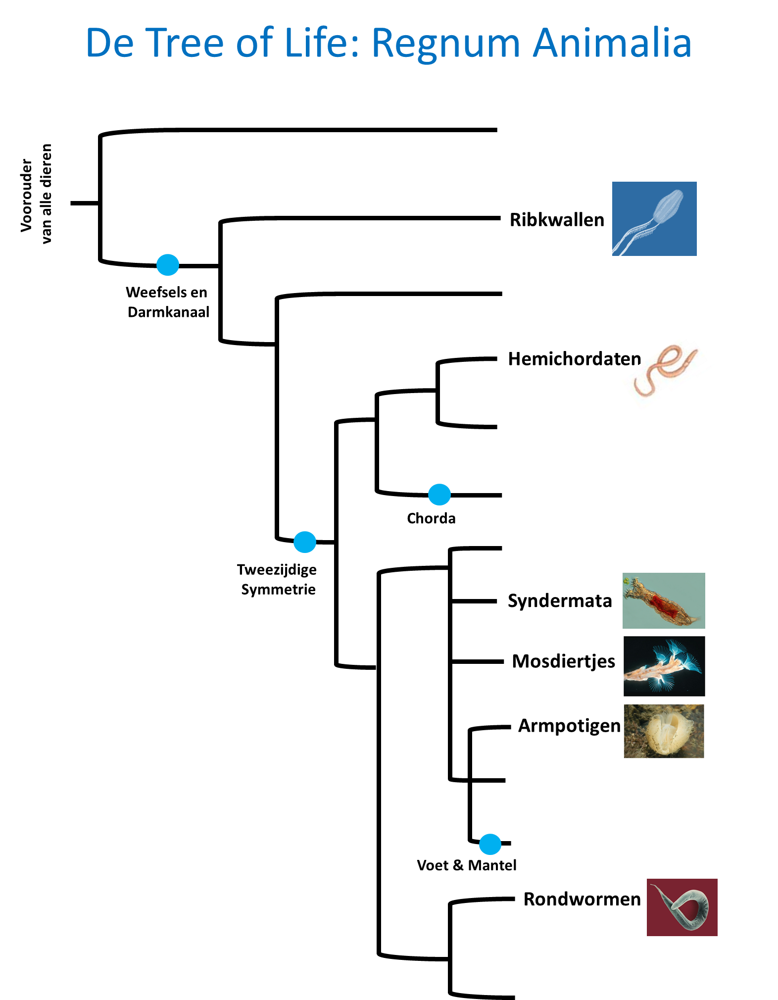 De Tree of Life: Regnum Animalia
Voorouder
van alle dieren
Ribkwallen
Weefsels en
Darmkanaal
Hemichordaten
Chorda
Tweezijdige
Symmetrie
Syndermata
Mosdiertjes
Armpotigen
Voet & Mantel
Rondwormen